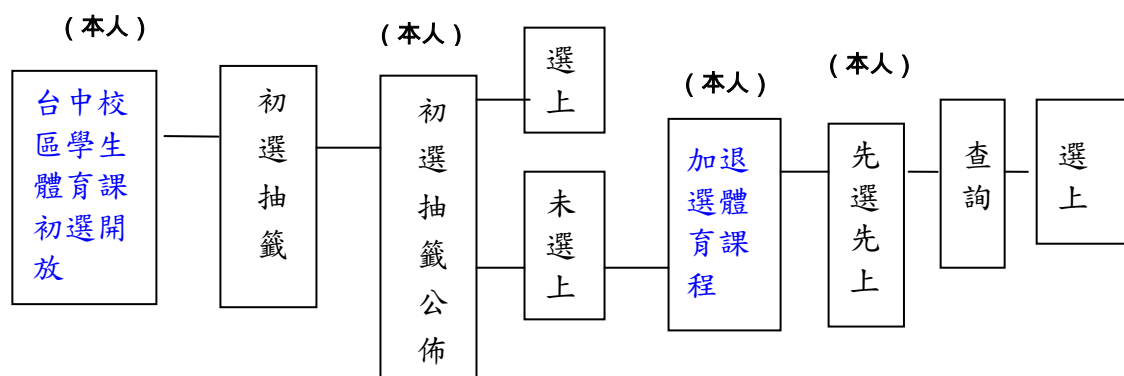 (本人)
台中校
區學生
體育課
初選開
放
初選抽籤
(本人)
初選抽籤公佈
選上
未選上
(本人)
加退
選體
育課
程
(本人)
先選先上
查詢
選上